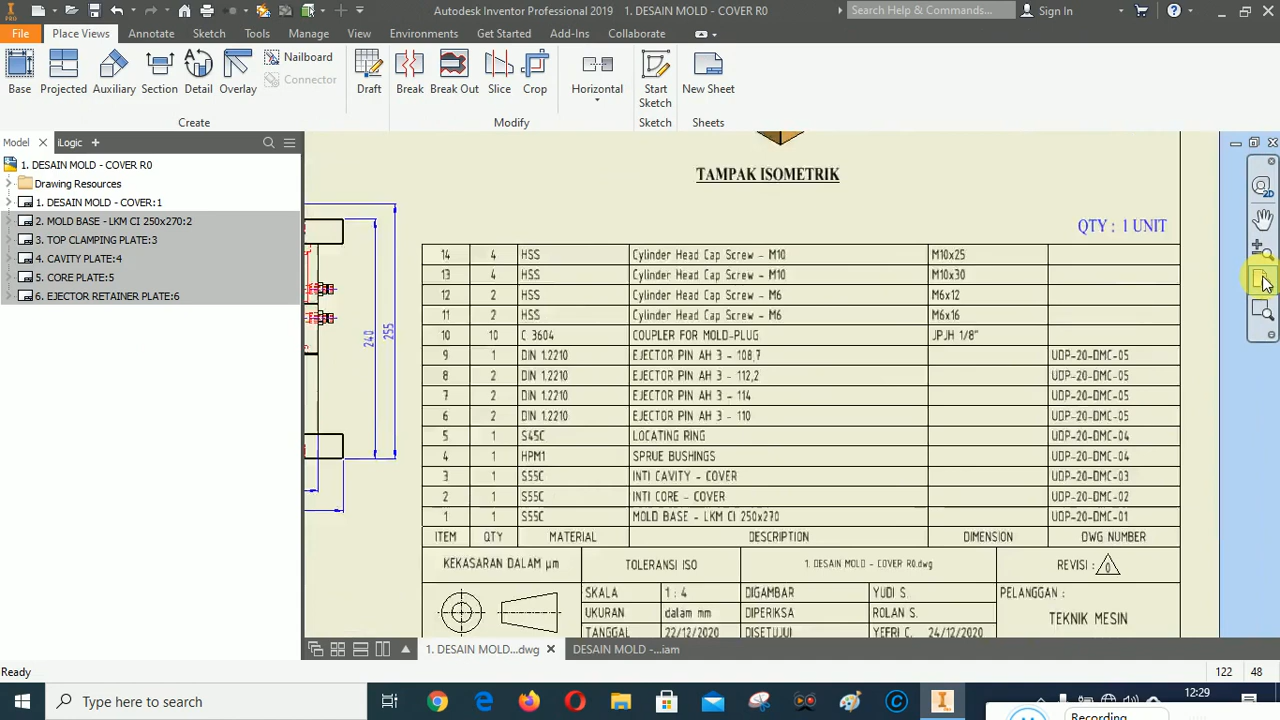 Autodesk Inventor Professional 2019 1. DESAIN MOLD - COVER R0
Search Help & Commands...
Sign In
File Place Views Annotate Sketch Tools Manage View Environments Get Started Add-Ins Collaborate
Base Projected Auxiliary Section Detail Overlay
Nailboard
Connector
Draft
Break Break Out Slice Crop
Horizontal
Start Sketch
New Sheet
Create Modify Sketch Sheets
Model iLogic
1. DESAIN MOLD - COVER R0
Drawing Resources
1. DESAIN MOLD - COVER:1
2. MOLD BASE - LKM CI 250x270:2
3. TOP CLAMPING PLATE:3
4. CAVITY PLATE:4
5. CORE PLATE:5
6. EJECTOR RETAINER PLATE:6
240
255
TAMPAK ISOMETRIK
QTY : 1 UNIT
14 4 HSS Cylinder Head Cap Screw - M10 M10x25
13 4 HSS Cylinder Head Cap Screw - M10 M10x30
12 2 HSS Cylinder Head Cap Screw - M6 M6x12
11 2 HSS Cylinder Head Cap Screw - M6 M6x16
10 10 C 3604 COUPLER FOR MOLD-PLUG JPJH 1/8"
9 1 DIN 1.2210 EJECTOR PIN AH 3 - 108,7 UDP-20-DMC-05
8 2 DIN 1.2210 EJECTOR PIN AH 3 - 112,2 UDP-20-DMC-05
7 2 DIN 1.2210 EJECTOR PIN AH 3 - 114 UDP-20-DMC-05
6 2 DIN 1.2210 EJECTOR PIN AH 3 - 110 UDP-20-DMC-05
5 1 S45C LOCATING RING UDP-20-DMC-04
4 1 HPM1 SPRUE BUSHINGS UDP-20-DMC-04
3 1 S55C INTI CAVITY - COVER UDP-20-DMC-03
2 1 S55C INTI CORE - COVER UDP-20-DMC-02
1 1 S55C MOLD BASE - LKM CI 250x270 UDP-20-DMC-01
ITEM QTY MATERIAL DESCRIPTION DIMENSION DWG NUMBER
KEKASARAN DALAM µm TOLERANSI ISO 1. DESAIN MOLD - COVER R0.dwg REVISI : 0
SKALA 1 : 4 DIGAMBAR YUDI S. PELANGGAN :
UKURAN dalam mm DIPERIKSA ROLAN S. TEKNIK MESIN
TANGGAL 22/12/2020 DISETUJUI YEFRI C. 24/12/2020
1. DESAIN MOLD...dwg DESAIN MOLD -...iam
Ready 122 48
Type here to search
12:29
Recording